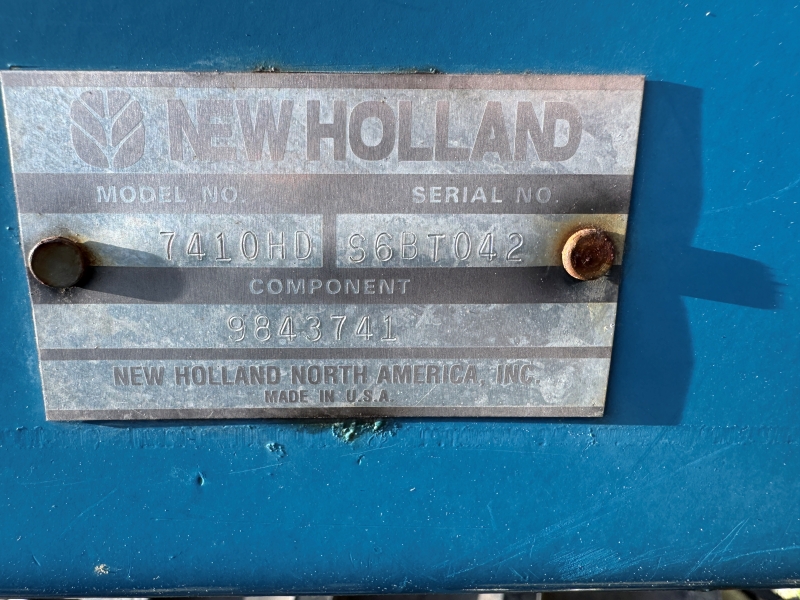 NEW HOLLAND
MODEL NO. SERIAL NO.
7410HD S6BT042
COMPONENT
9843741
NEW HOLLAND NORTH AMERICA, INC.
MADE IN U.S.A.